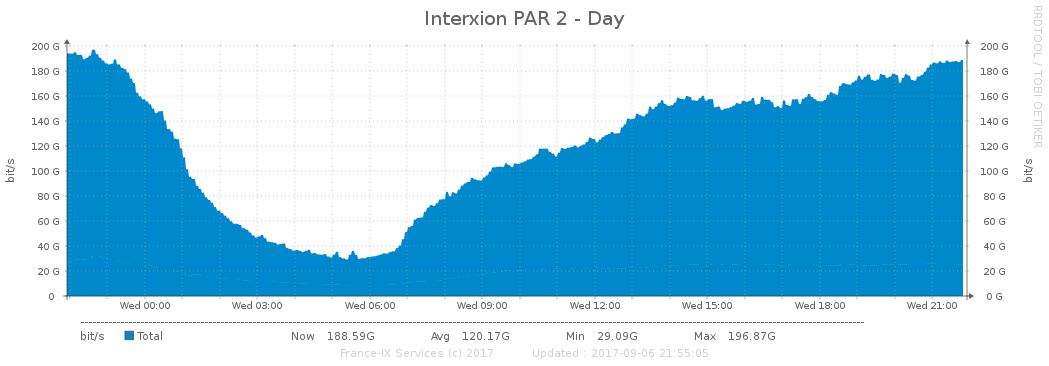 Interxion PAR 2 - Day
RRDTOOL / TOBI OETIKER
bit/s
200 G 200 G
180 G 180 G
160 G 160 G
140 G 140 G
120 G 120 G
100 G 100 G
80 G 80 G
60 G 60 G
40 G 40 G
20 G 20 G
0 0 G
bit/s
Wed 00:00 Wed 03:00 Wed 06:00 Wed 09:00 Wed 12:00 Wed 15:00 Wed 18:00 Wed 21:00
bit/s Total Now 188.59G Avg 120.17G Min 29.09G Max 196.87G
France-IX Services (c) 2017 Updated : 2017-09-06 21:55:05